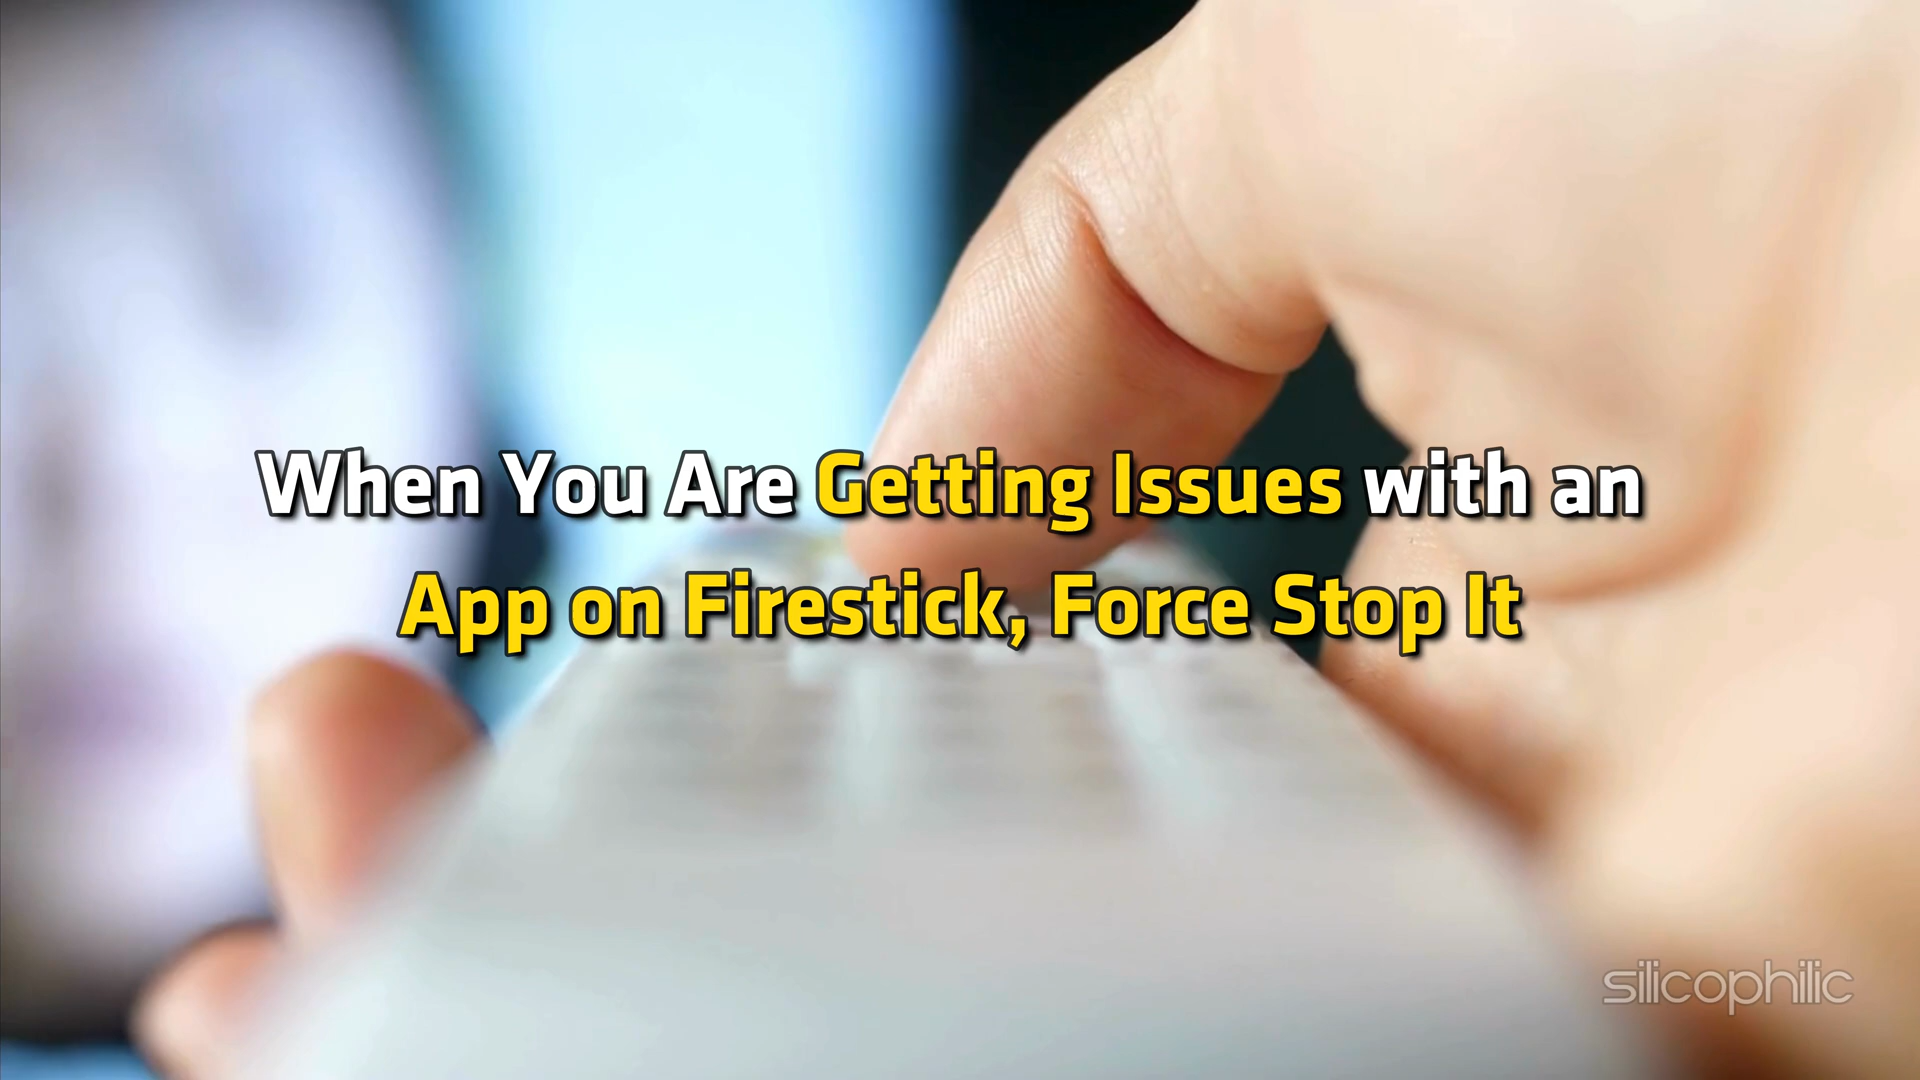 When You Are Getting Issues with an
App on Firestick, Force Stop It
silicophilic